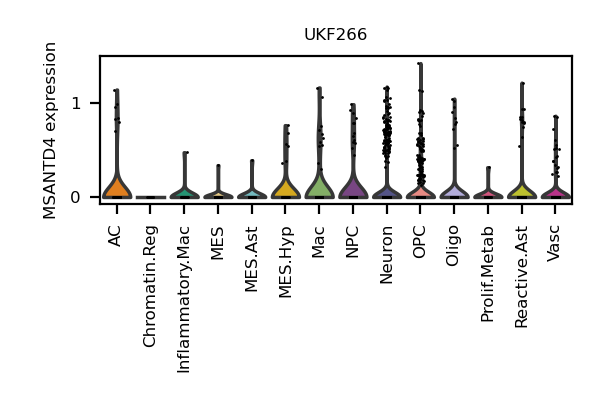 UKF266
MSANTD4 expression
1
0
AC
Chromatin.Reg
Inflammatory.Mac
MES
MES.Ast
MES.Hyp
Mac
NPC
Neuron
OPC
Oligo
Prolif.Metab
Reactive.Ast
Vasc